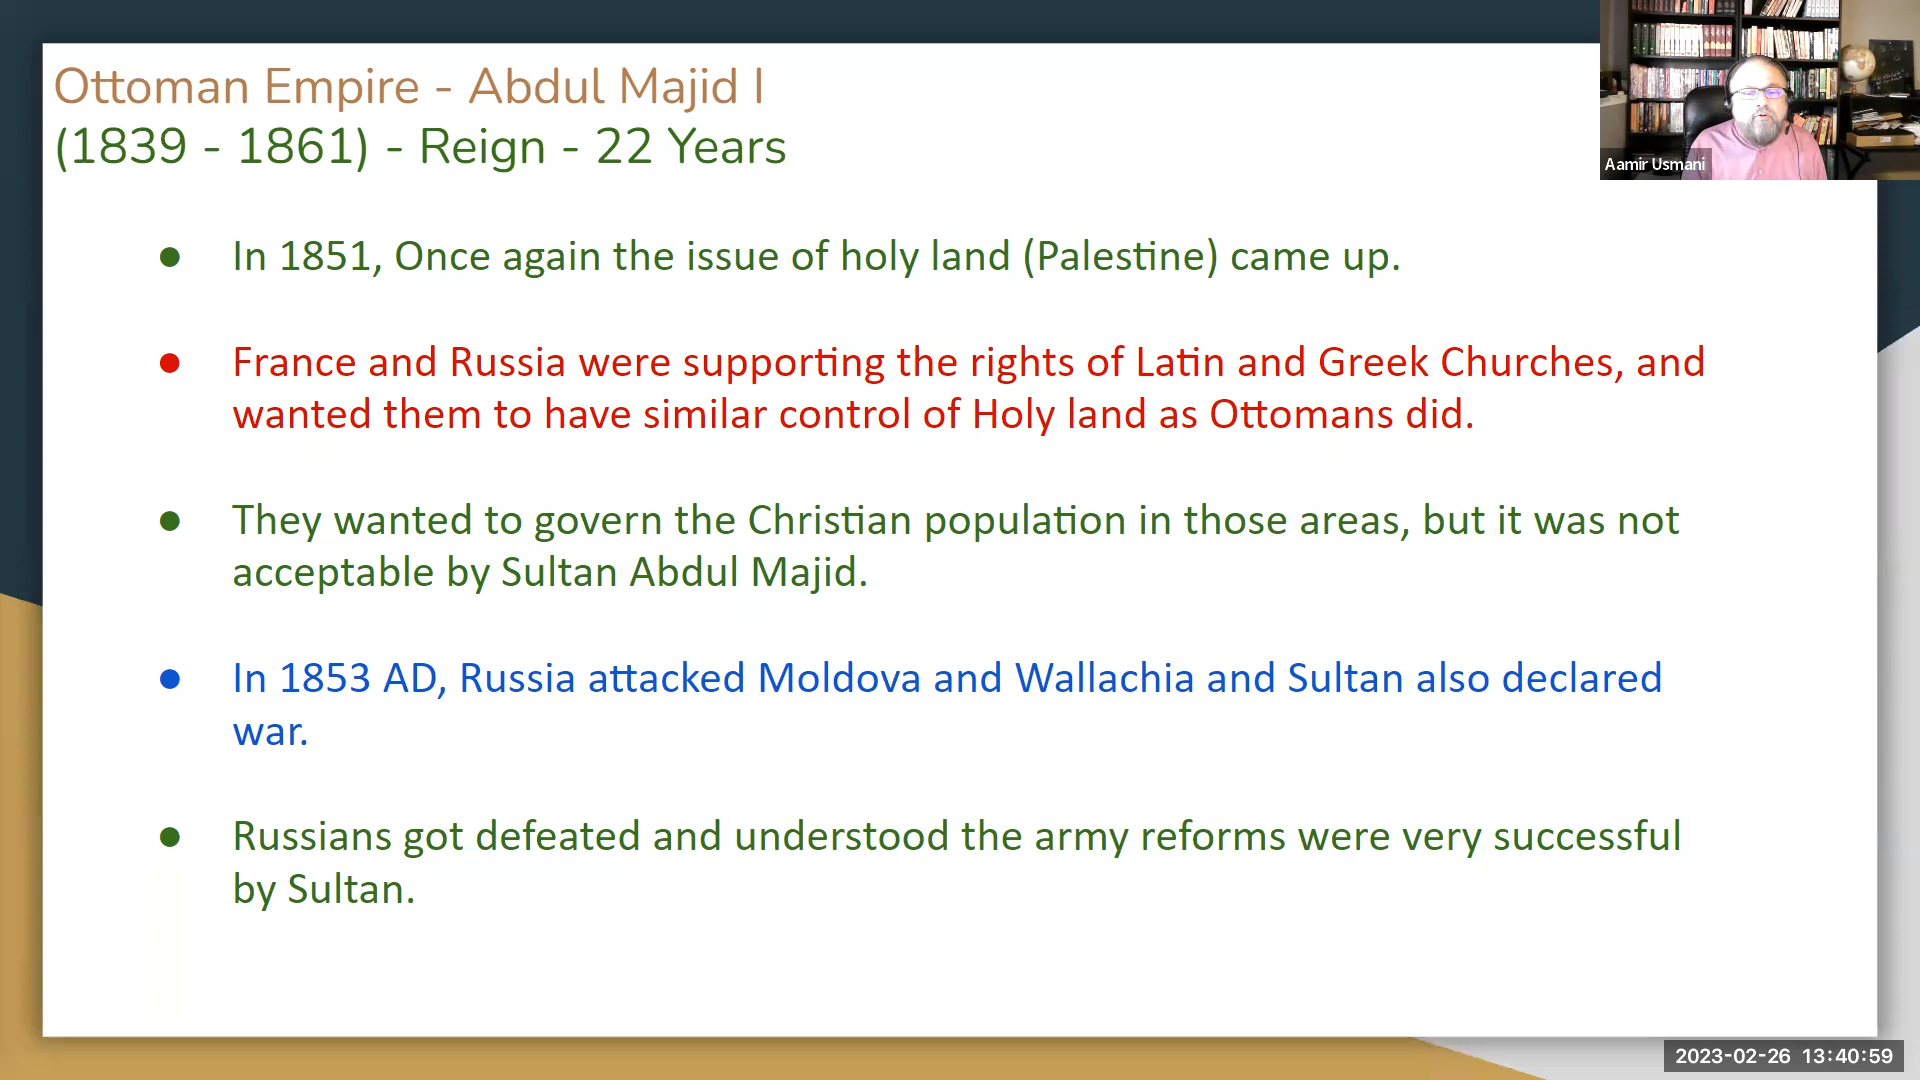 Ottoman Empire - Abdul Majid I
(1839 - 1861) - Reign - 22 Years
Aamir Usmani
● In 1851, Once again the issue of holy land (Palestine) came up.
● France and Russia were supporting the rights of Latin and Greek Churches, and
wanted them to have similar control of Holy land as Ottomans did.
● They wanted to govern the Christian population in those areas, but it was not
acceptable by Sultan Abdul Majid.
● In 1853 AD, Russia attacked Moldova and Wallachia and Sultan also declared
war.
● Russians got defeated and understood the army reforms were very successful
by Sultan.
2023-02-26 13:40:59